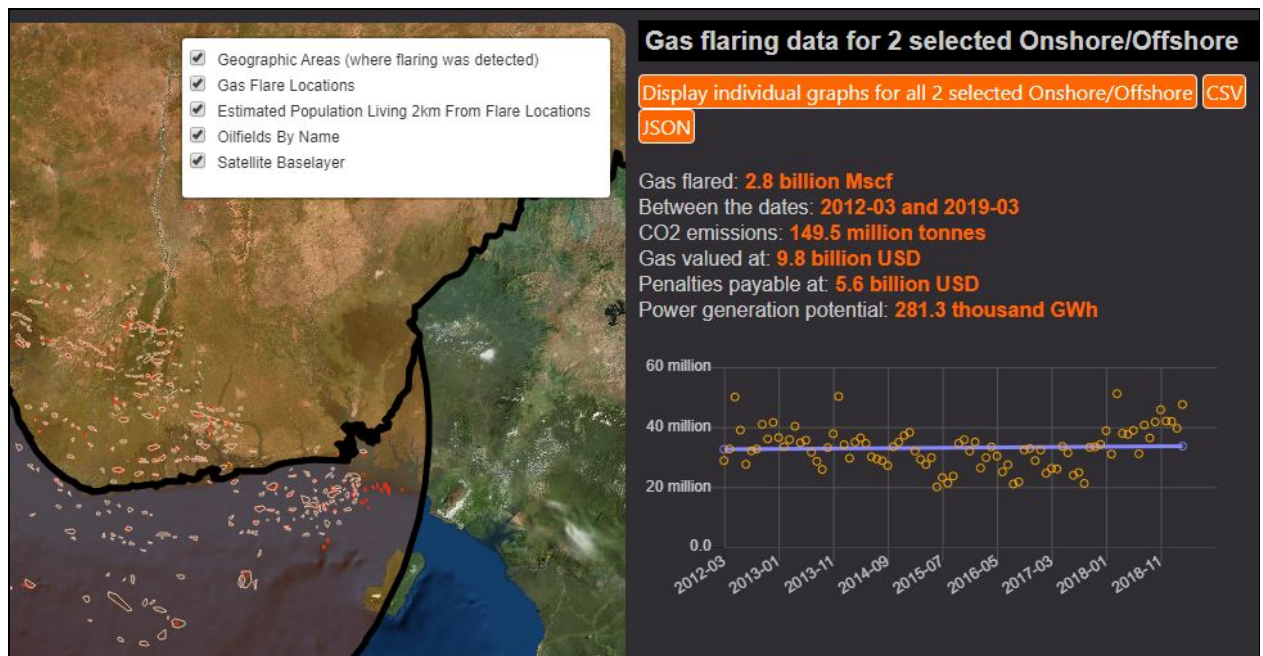 Geographic Areas (where flaring was detected)
Gas Flare Locations
Estimated Population Living 2km From Flare Locations
Oilfields By Name
Satellite Baselayer
Gas flaring data for 2 selected Onshore/Offshore
Display individual graphs for all 2 selected Onshore/Offshore CSV
JSON
Gas flared: 2.8 billion Mscf
Between the dates: 2012-03 and 2019-03
CO2 emissions: 149.5 million tonnes
Gas valued at: 9.8 billion USD
Penalties payable at: 5.6 billion USD
Power generation potential: 281.3 thousand GWh
60 million
40 million
20 million
0.0
2012-03 2013-01 2013-11 2014-09 2015-07 2016-05 2017-03 2018-01 2018-11